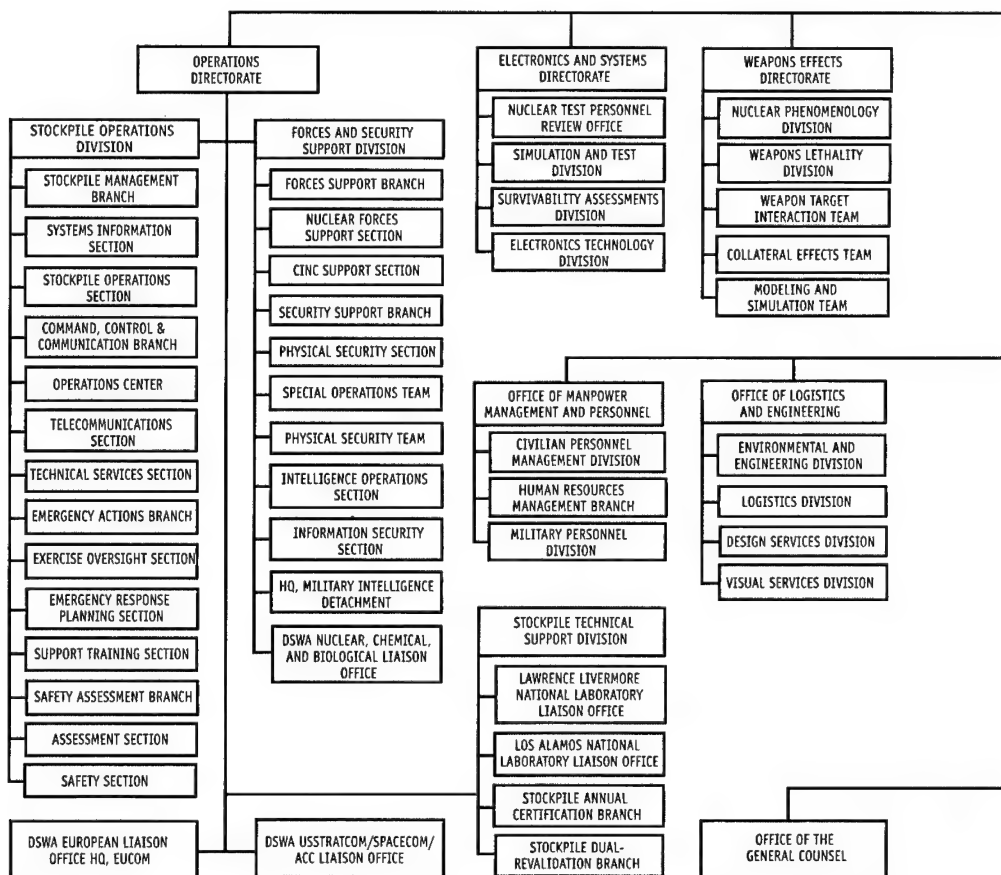 OPERATIONS
DIRECTORATE
STOCKPILE OPERATIONS
DIVISION
STOCKPILE MANAGEMENT
BRANCH
SYSTEMS INFORMATION
SECTION
STOCKPILE OPERATIONS
SECTION
COMMAND, CONTROL &
COMMUNICATION BRANCH
OPERATIONS CENTER
TELECOMMUNICATIONS
SECTION
TECHNICAL SERVICES SECTION
EMERGENCY ACTIONS BRANCH
EXERCISE OVERSIGHT SECTION
EMERGENCY RESPONSE
PLANNING SECTION
SUPPORT TRAINING SECTION
SAFETY ASSESSMENT BRANCH
ASSESSMENT SECTION
SAFETY SECTION
DSWA EUROPEAN LIAISON
OFFICE HQ, EUCOM
FORCES AND SECURITY
SUPPORT DIVISION
FORCES SUPPORT BRANCH
NUCLEAR FORCES
SUPPORT SECTION
CINC SUPPORT SECTION
SECURITY SUPPORT BRANCH
PHYSICAL SECURITY SECTION
SPECIAL OPERATIONS TEAM
PHYSICAL SECURITY TEAM
INTELLIGENCE OPERATIONS
SECTION
INFORMATION SECURITY
SECTION
HQ, MILITARY INTELLIGENCE
DETACHMENT
DSWA NUCLEAR, CHEMICAL,
AND BIOLOGICAL LIAISON
OFFICE
DSWA USSTRATCOM/SPACECOM/
ACC LIAISON OFFICE
ELECTRONICS AND SYSTEMS
DIRECTORATE
NUCLEAR TEST PERSONNEL
REVIEW OFFICE
SIMULATION AND TEST
DIVISION
SURVIVABILITY ASSESSMENTS
DIVISION
ELECTRONICS TECHNOLOGY
DIVISION
WEAPONS EFFECTS
DIRECTORATE
NUCLEAR PHENOMENOLOGY
DIVISION
WEAPONS LETHALITY
DIVISION
WEAPON TARGET
INTERACTION TEAM
COLLATERAL EFFECTS TEAM
MODELING AND
SIMULATION TEAM
OFFICE OF MANPOWER
MANAGEMENT AND PERSONNEL
CIVILIAN PERSONNEL
MANAGEMENT DIVISION
HUMAN RESOURCES
MANAGEMENT BRANCH
MILITARY PERSONNEL
DIVISION
OFFICE OF LOGISTICS
AND ENGINEERING
ENVIRONMENTAL AND
ENGINEERING DIVISION
LOGISTICS DIVISION
DESIGN SERVICES DIVISION
VISUAL SERVICES DIVISION
STOCKPILE TECHNICAL
SUPPORT DIVISION
LAWRENCE LIVERMORE
NATIONAL LABORATORY
LIAISON OFFICE
LOS ALAMOS NATIONAL
LABORATORY LIAISON OFFICE
STOCKPILE ANNUAL
CERTIFICATION BRANCH
STOCKPILE DUAL-
REVALIDATION BRANCH
OFFICE OF THE
GENERAL COUNSEL